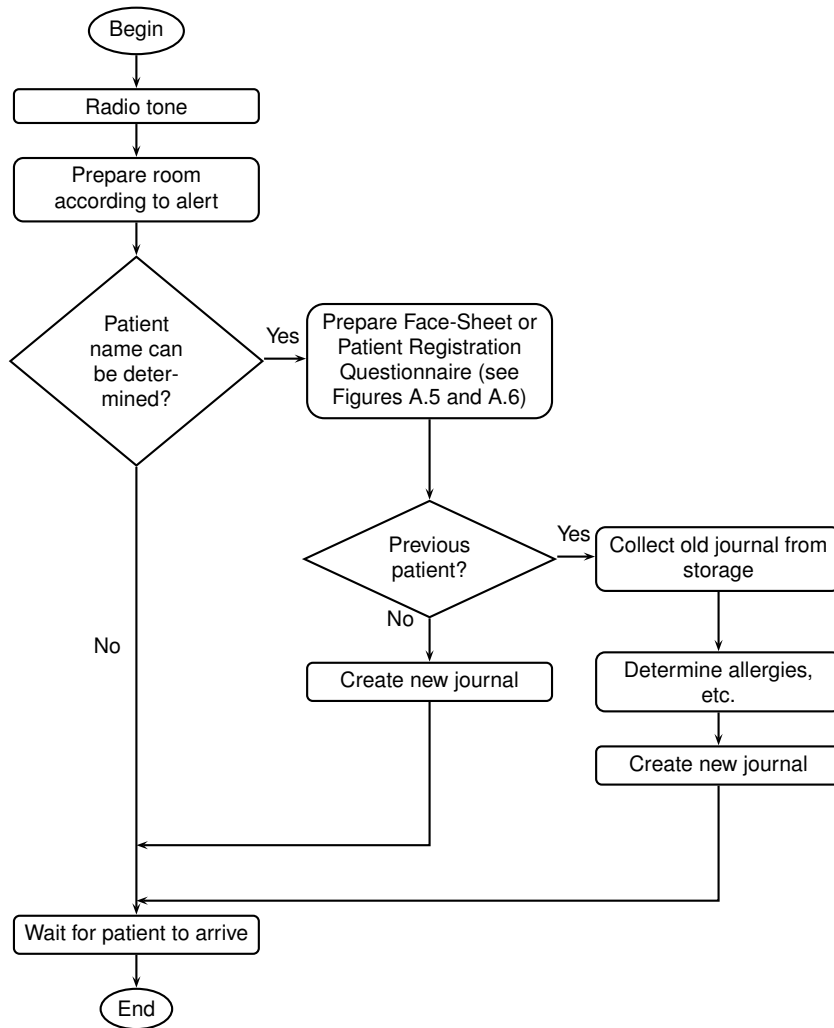 Begin
Radio tone
Prepare room
according to alert
Patient
name can
be deter-
mined?
Yes
Prepare Face-Sheet or
Patient Registration
Questionnaire (see
Figures A.5 and A.6)
Previous
patient?
Yes
Collect old journal from
storage
No
No
Create new journal
Determine allergies,
etc.
Create new journal
Wait for patient to arrive
End